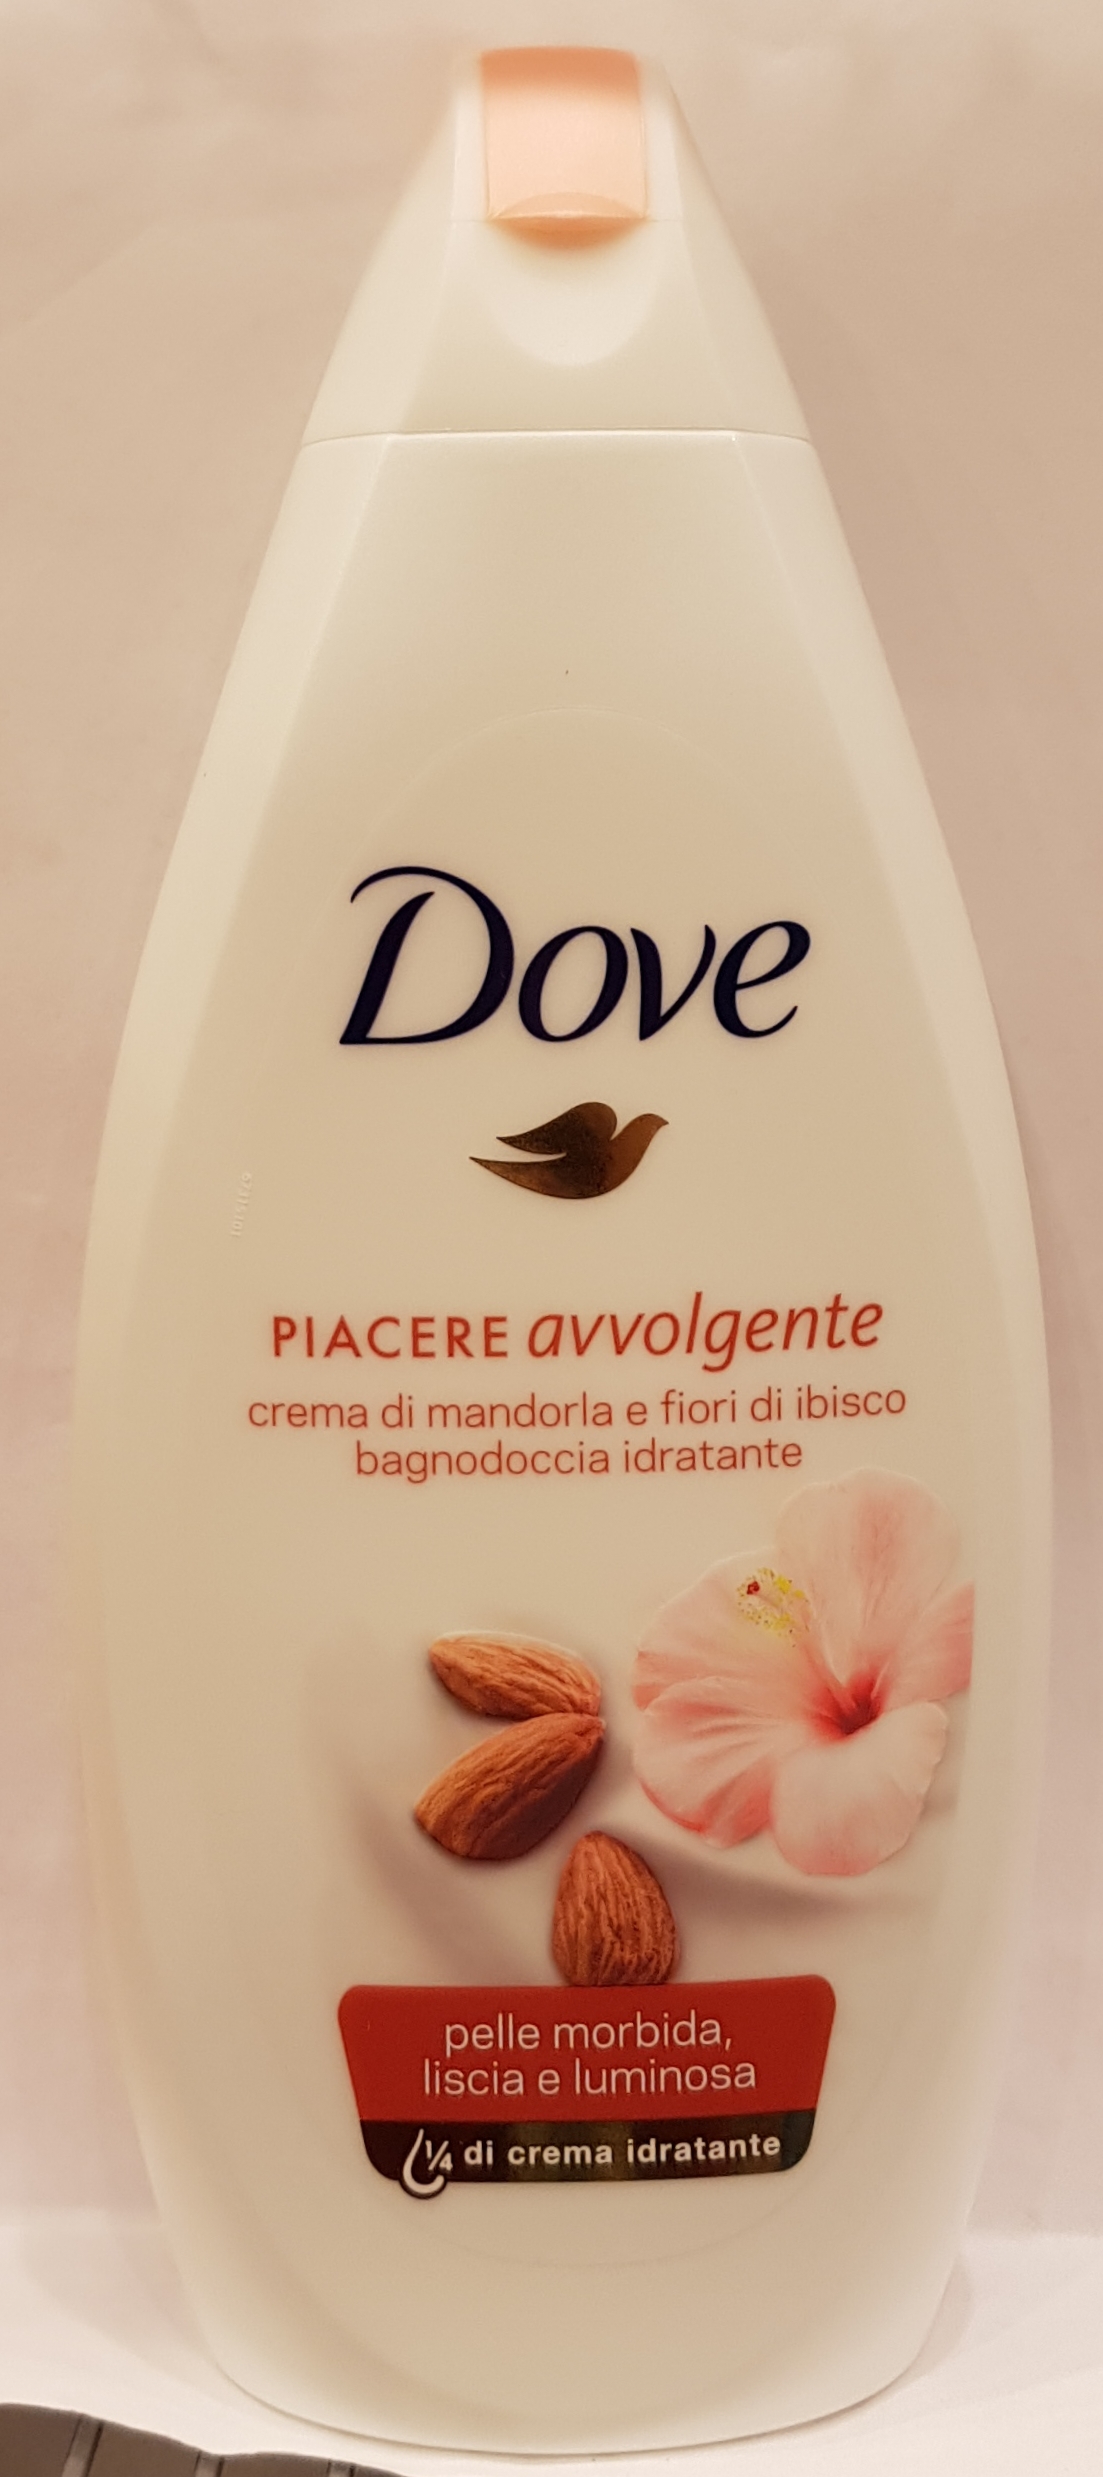 Dove
PIACERE avvolgente
crema di mandorla e fiori di ibisco
bagnodoccia idratante
pelle morbida,
liscia e luminosa
1/4 di crema idratante